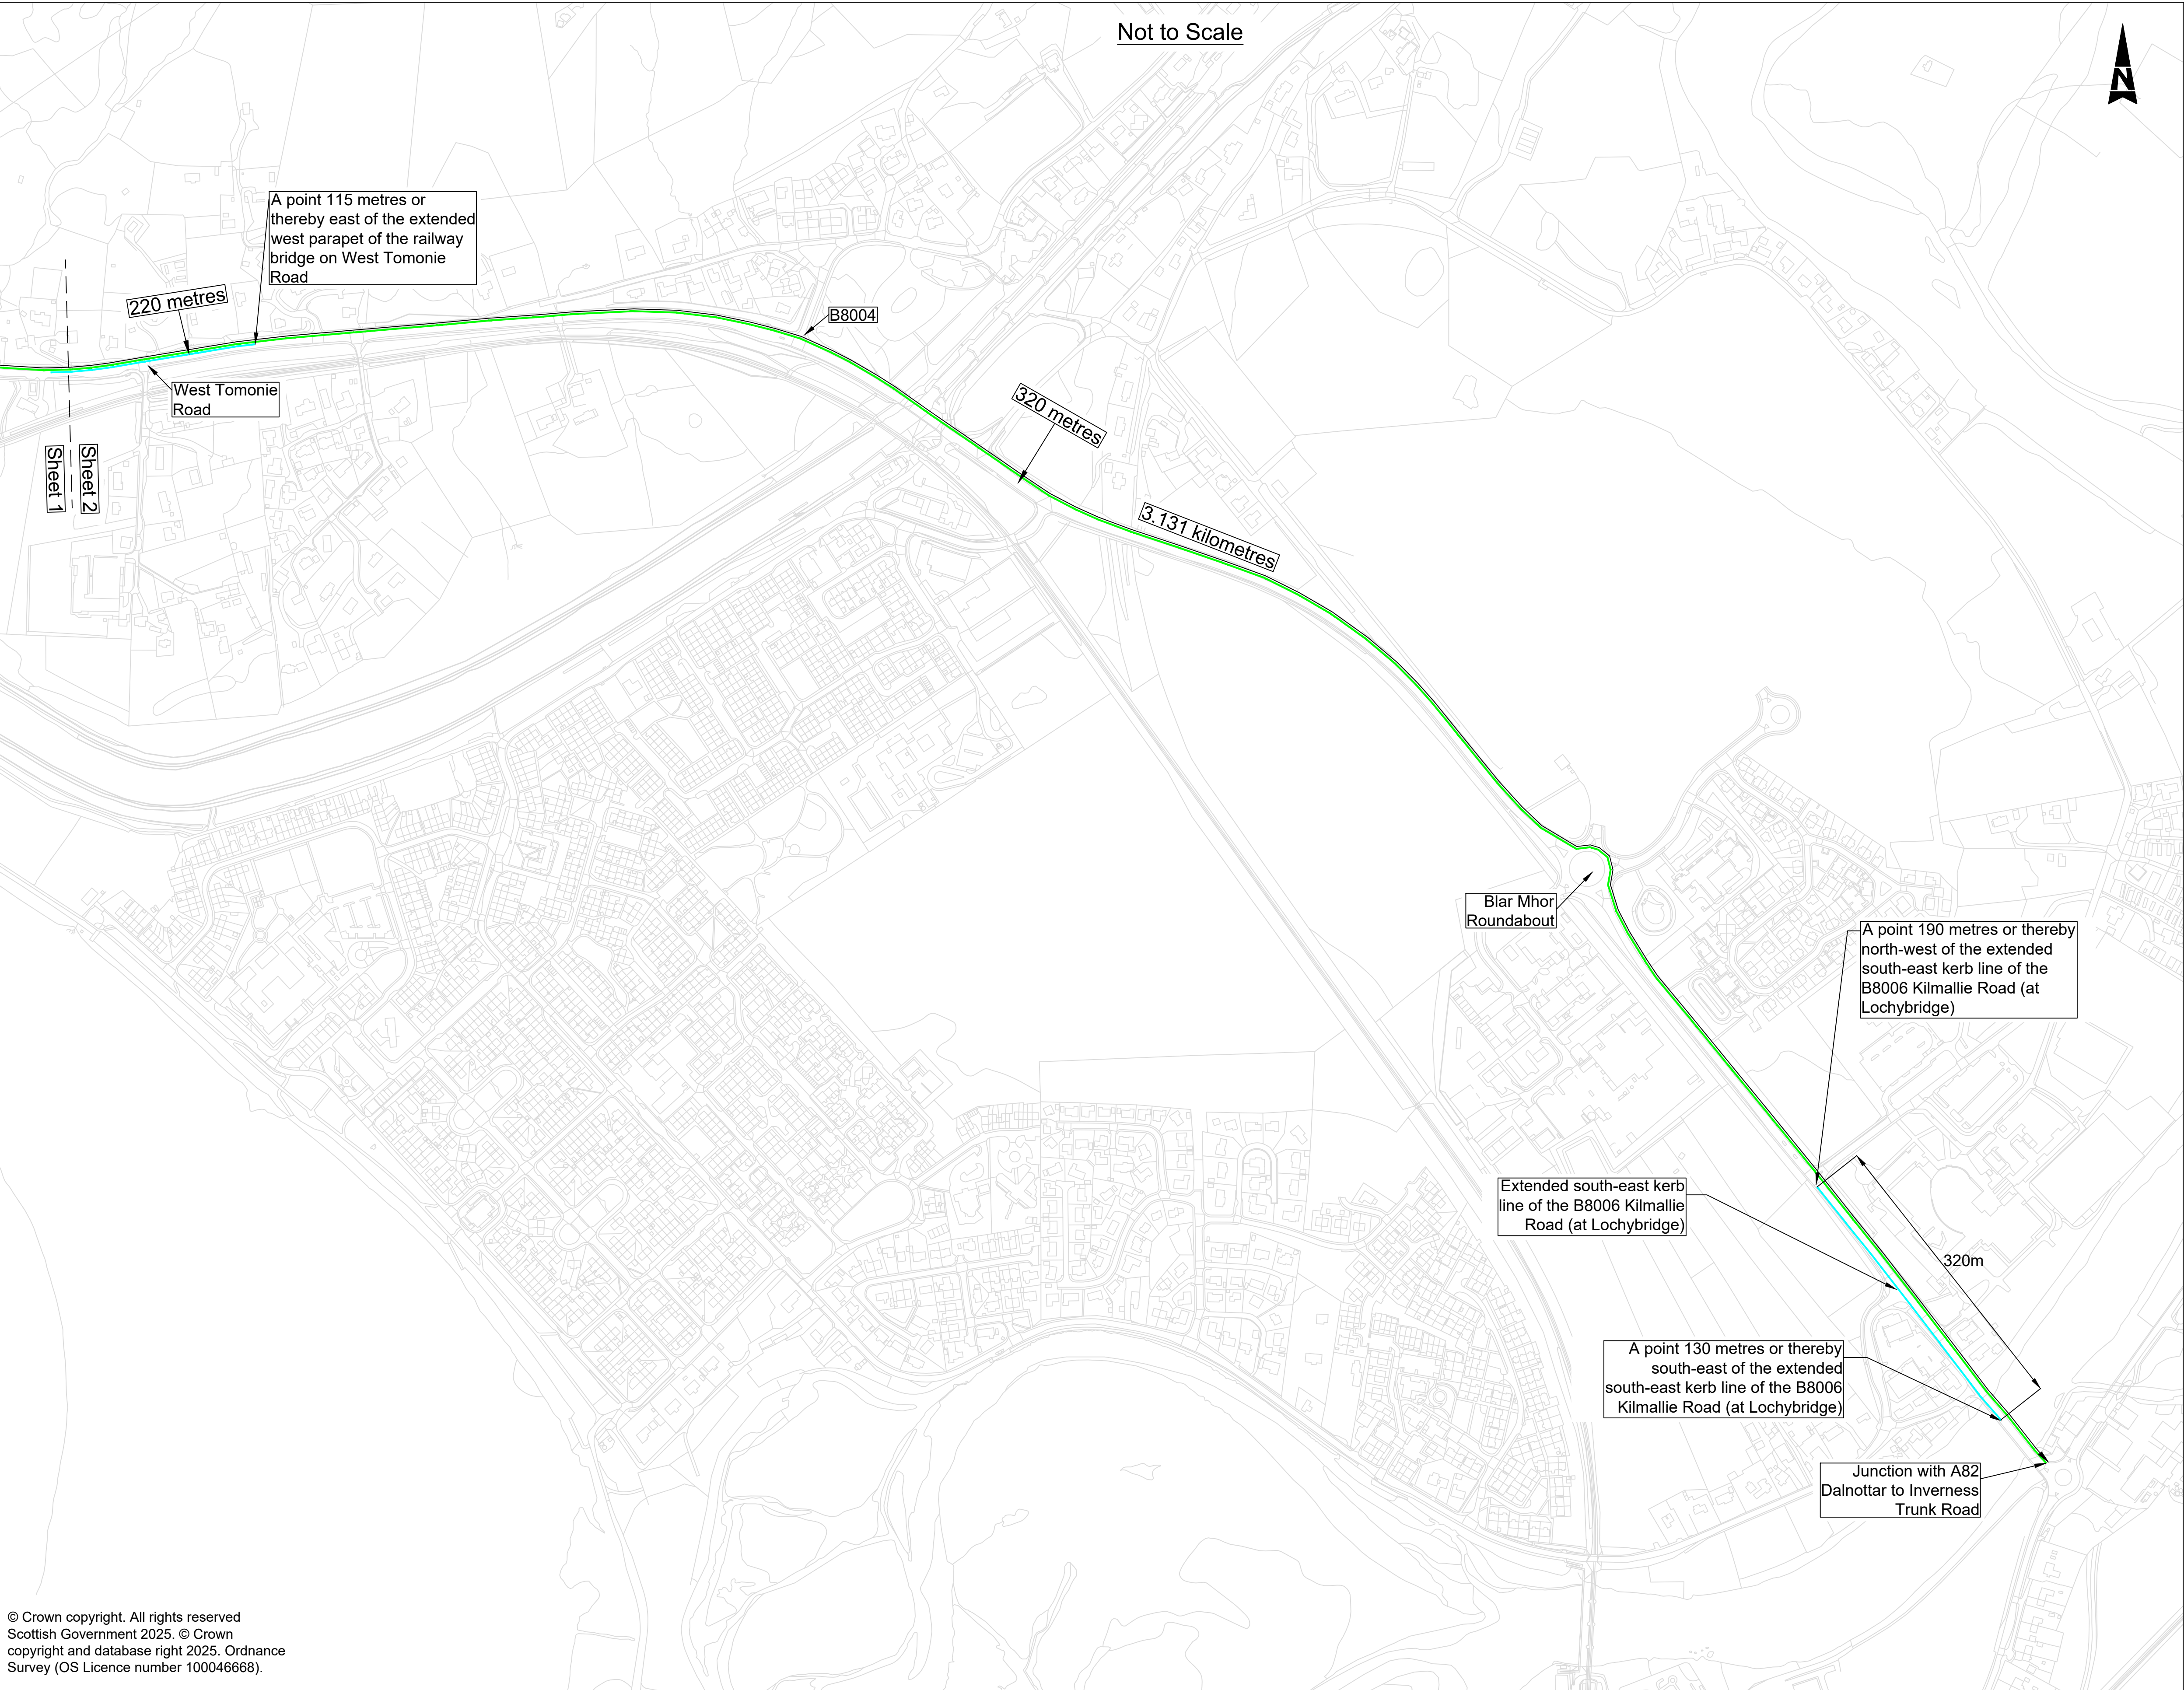 Not to Scale
N
A point 115 metres or
thereby east of the extended
west parapet of the railway
bridge on West Tomonie
Road
220 metres
B8004
West Tomonie
Road
320 metres
Sheet 1
Sheet 2
3.131 kilometres
Blar Mhor
Roundabout
A point 190 metres or thereby
north-west of the extended
south-east kerb line of the
B8006 Kilmallie Road (at
Lochybridge)
Extended south-east kerb
line of the B8006 Kilmallie
Road (at Lochybridge)
320m
A point 130 metres or thereby
south-east of the extended
south-east kerb line of the B8006
Kilmallie Road (at Lochybridge)
Junction with A82
Dalnottar to Inverness
Trunk Road
© Crown copyright. All rights reserved
Scottish Government 2025. © Crown
copyright and database right 2025. Ordnance
Survey (OS Licence number 100046668).